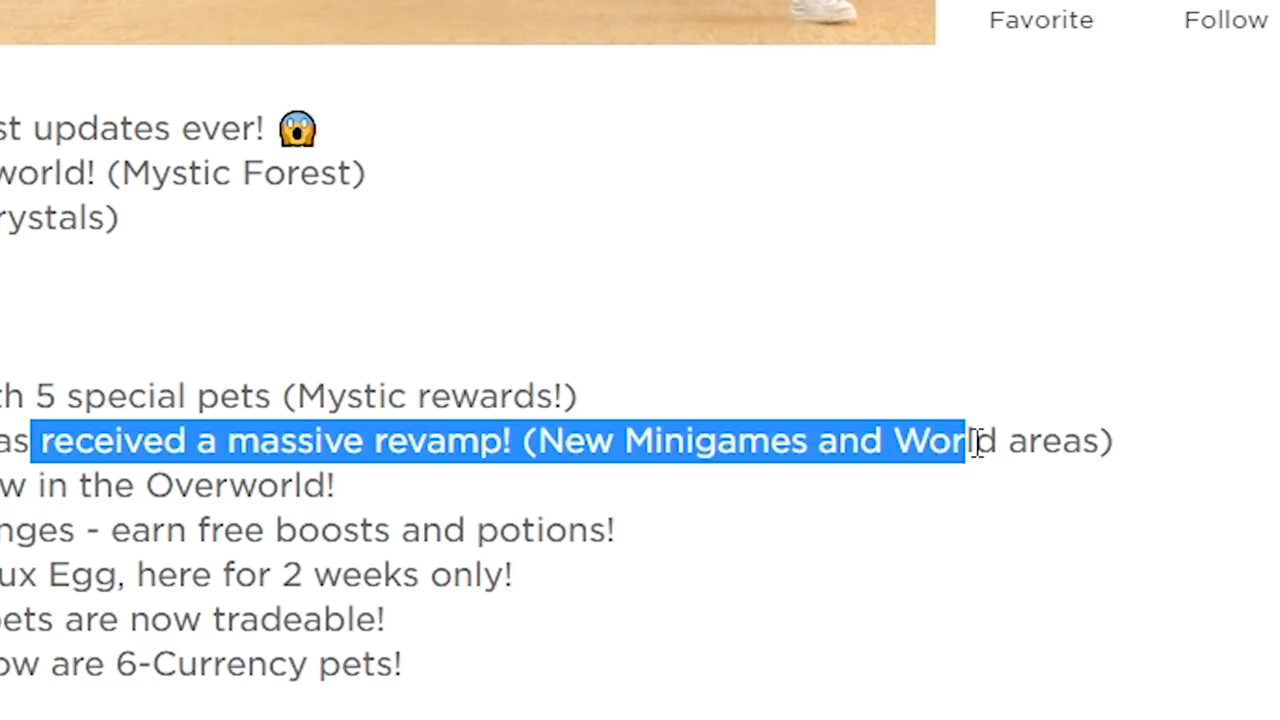 Favorite Follow
st updates ever! 😱
world! (Mystic Forest)
rystals)
th 5 special pets (Mystic rewards!)
as received a massive revamp! (New Minigames and World areas)
w in the Overworld!
nges - earn free boosts and potions!
ux Egg, here for 2 weeks only!
pets are now tradeable!
ow are 6-Currency pets!